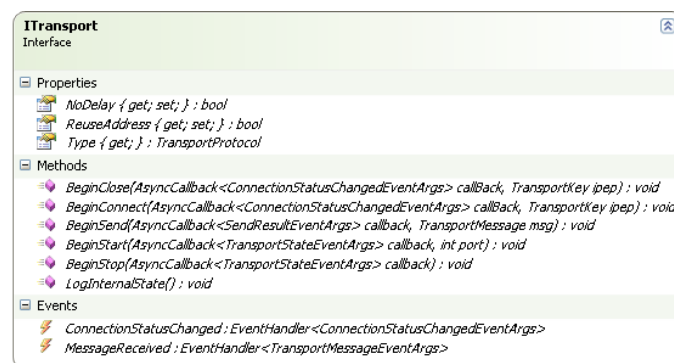 ITransport
Interface
Properties
NoDelay { get; set; } : bool
ReuseAddress { get; set; } : bool
Type { get; } : TransportProtocol
Methods
BeginClose(AsyncCallback<ConnectionStatusChangedEventArgs> callBack, TransportKey ipep) : void
BeginConnect(AsyncCallback<ConnectionStatusChangedEventArgs> callBack, TransportKey ipep) : void
BeginSend(AsyncCallback<SendResultEventArgs> callback, TransportMessage msg) : void
BeginStart(AsyncCallback<TransportStateEventArgs> callback, int port) : void
BeginStop(AsyncCallback<TransportStateEventArgs> callback) : void
LogInternalState() : void
Events
ConnectionStatusChanged : EventHandler<ConnectionStatusChangedEventArgs>
MessageReceived : EventHandler<TransportMessageEventArgs>